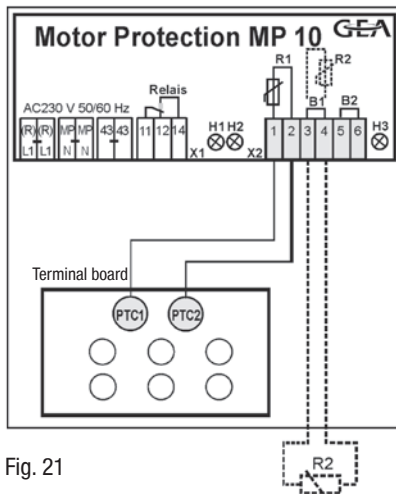 Motor Protection MP 10 GEA
R1 R2
Relais
AC230 V 50/60 Hz
B1 B2
H1 H2
(R) (R) MP MP 43 43 11 12 14 1 2 3 4 5 6 H3
L1 L1 N N X1 X2
Terminal board
PTC1 PTC2
R2
Fig. 21